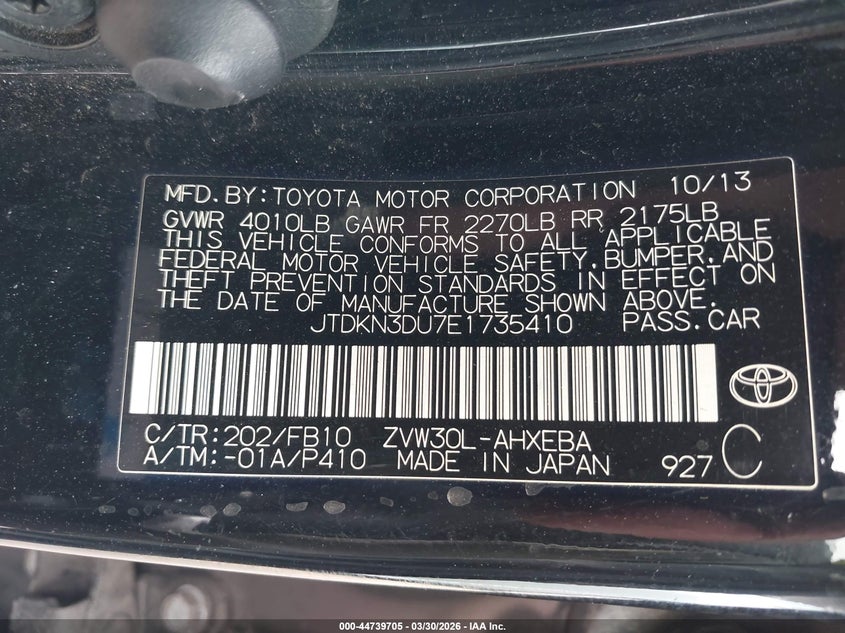 MFD.BY:TOYOTA MOTOR CORPORATION 10/13
GVWR 4010LB GAWR FR 2270LB RR 2175LB
THIS VEHICLE CONFORMS TO ALL APPLICABLE
FEDERAL MOTOR VEHICLE SAFETY,BUMPER,AND
THEFT PREVENTION STANDARDS IN EFFECT ON
THE DATE OF MANUFACTURE SHOWN ABOVE.
JTDKN3DU7E1735410 PASS.CAR
C/TR:202/FB10 ZVW30L-AHXEBA
A/TM:-01A/P410 MADE IN JAPAN 927 C
000-44739705 - 03/30/2026 - IAA Inc.